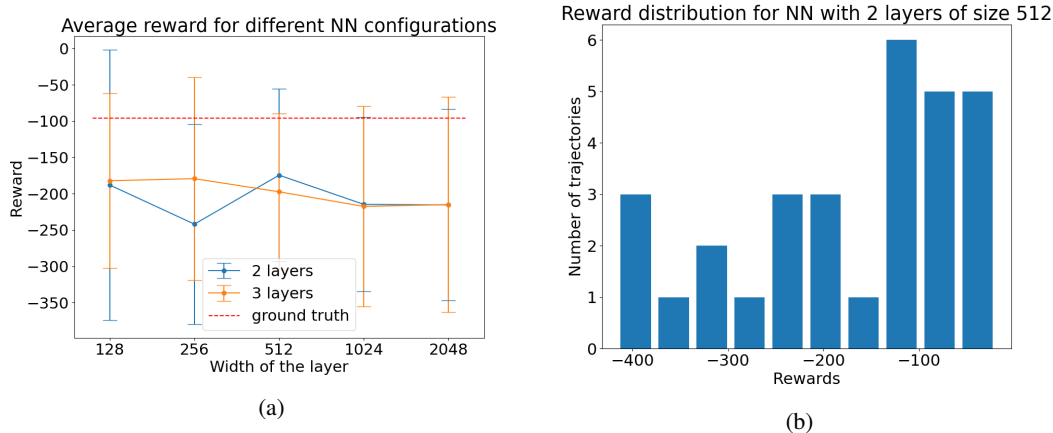 Average reward for different NN configurations
0
−50
−100
−150
−200
−250
−300
−350
Reward
2 layers
3 layers
ground truth
128 256 512 1024 2048
Width of the layer
(a)
Reward distribution for NN with 2 layers of size 512
6
5
4
3
2
1
0
Number of trajectories
−400 −300 −200 −100
Rewards
(b)